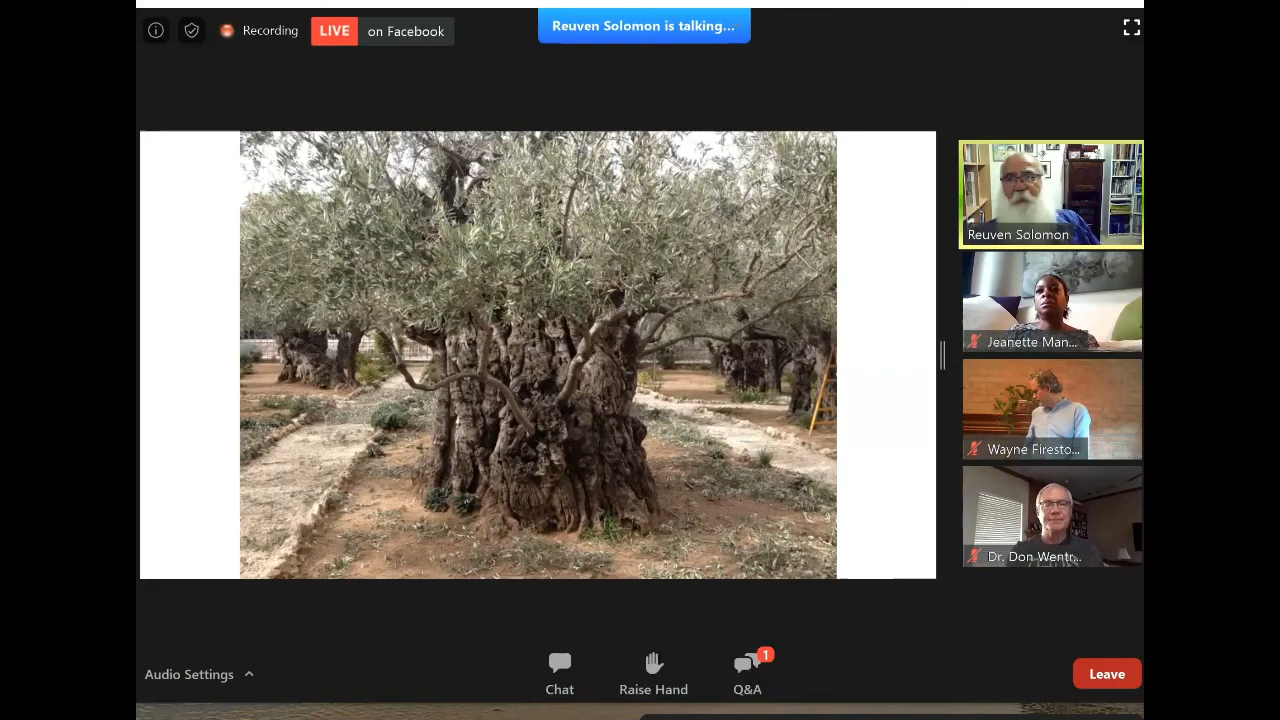 Recording
LIVE on Facebook
Reuven Solomon is talking...
Reuven Solomon
Jeanette Man...
Wayne Firesto...
Dr. Don Wentr...
Audio Settings
Chat
Raise Hand
1
Q&A
Leave